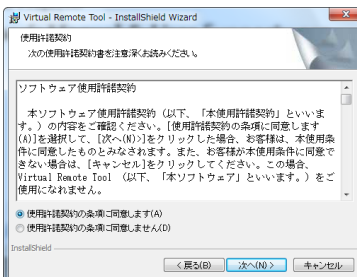 Virtual Remote Tool - InstallShield Wizard
使用許諾契約
次の使用許諾契約書を注意深くお読みください。
ソフトウェア使用許諾契約
本ソフトウェア使用許諾契約（以下、「本使用許諾契約」といいま
す。）の内容をご確認ください。[使用許諾契約の条項に同意します
(A)]を選択して、[次へ(N)>]をクリックした場合、お客様は、本使用条
件に同意したものとみなされます。また、お客様が本使用条件に同意で
きない場合は、[キャンセル]をクリックしてください。この場合、
Virtual Remote Tool （以下、「本ソフトウェア」といいます。）をご
使用になれません。
使用許諾契約の条項に同意します(A)
使用許諾契約の条項に同意しません(D)
InstallShield
< 戻る(B)
次へ(N) >
キャンセル